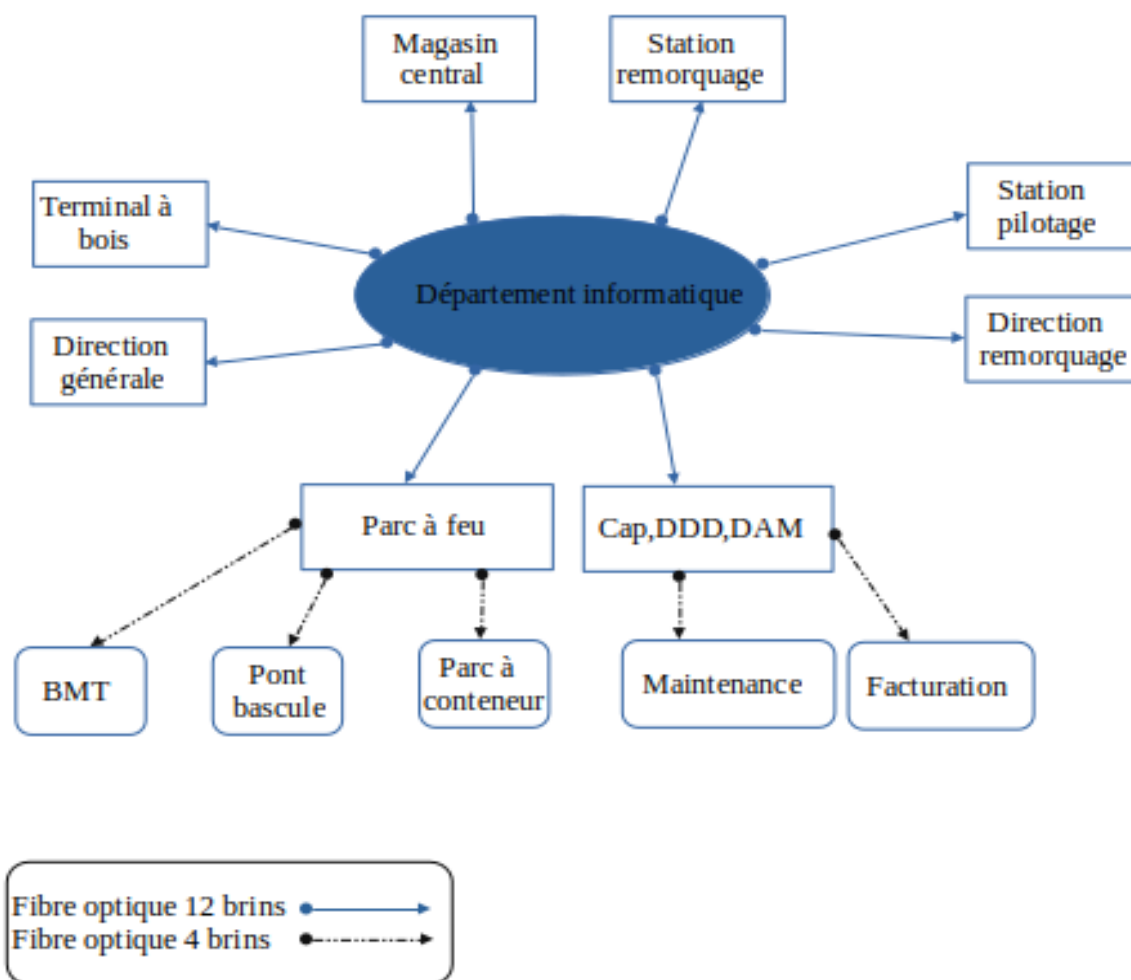 Magasin
central
Station
remorquage
Terminal à
bois
Station
pilotage
Département informatique
Direction
générale
Direction
remorquage
Parc à feu
Cap,DDD,DAM
BMT
Pont
bascule
Parc à
conteneur
Maintenance
Facturation
Fibre optique 12 brins
Fibre optique 4 brins